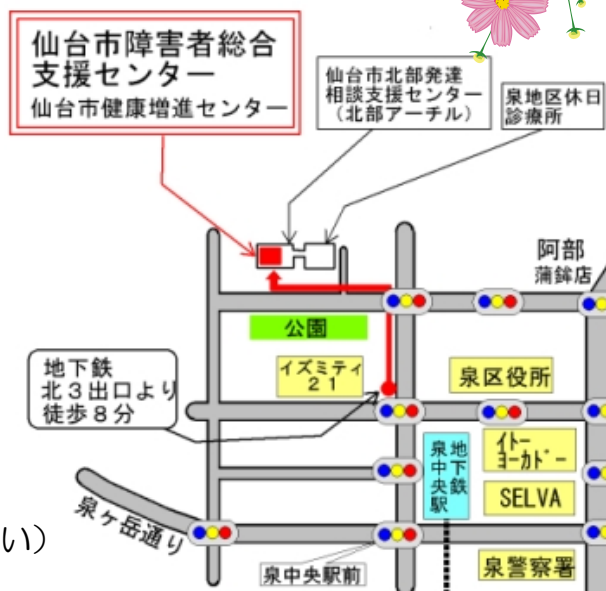 仙台市障害者総合
支援センター
仙台市健康増進センター
仙台市北部発達
相談支援センター
（北部アーチル）
泉地区休日
診療所
阿部
蒲鉾店
公園
イズミティ
21
泉区役所
地下鉄
北３出口より
徒歩８分
地下鉄
泉中央駅
イトー
ヨーカドー
SELVA
泉ヶ岳通り
い）
泉中央駅前
泉警察署